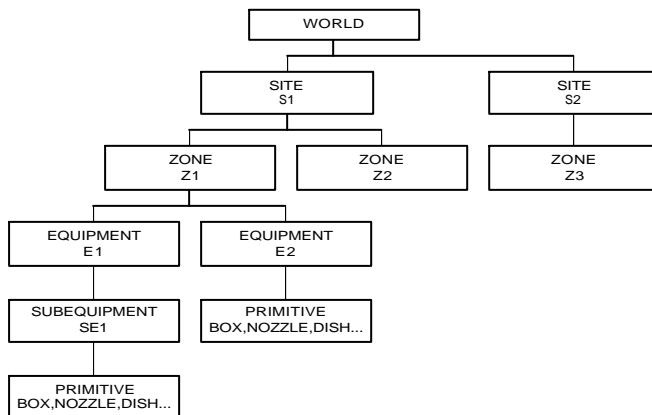 WORLD
SITE
S1
SITE
S2
ZONE
Z1
ZONE
Z2
ZONE
Z3
EQUIPMENT
E1
EQUIPMENT
E2
SUBEQUIPMENT
SE1
PRIMITIVE
BOX,NOZZLE,DISH...
PRIMITIVE
BOX,NOZZLE,DISH...